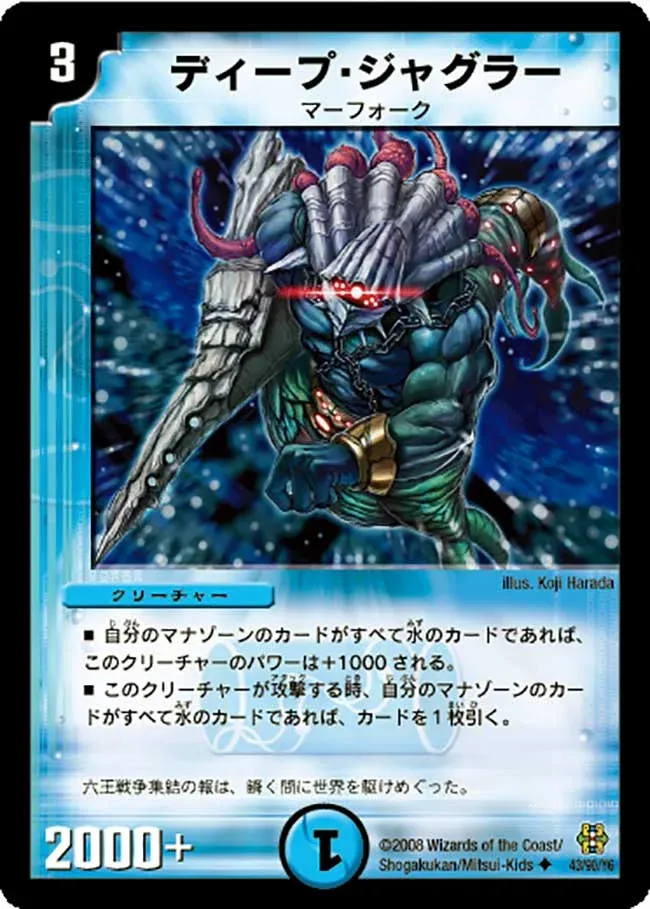 3
ディープ・ジャグラー
マーフォーク
illus. Koji Harada
クリーチャー
■ 自分のマナゾーンのカードがすべて水のカードであれば、
このクリーチャーのパワーは+1000 される。
■ このクリーチャーが攻撃する時、自分のマナゾーンのカー
ドがすべて水のカードであれば、カードを1枚引く。
六王戦争集結の報は、瞬く間に世界を駆けめぐった。
2000+
1
©2008 Wizards of the Coast/
Shogakukan/Mitsui-Kids ◆
43/90/Y6